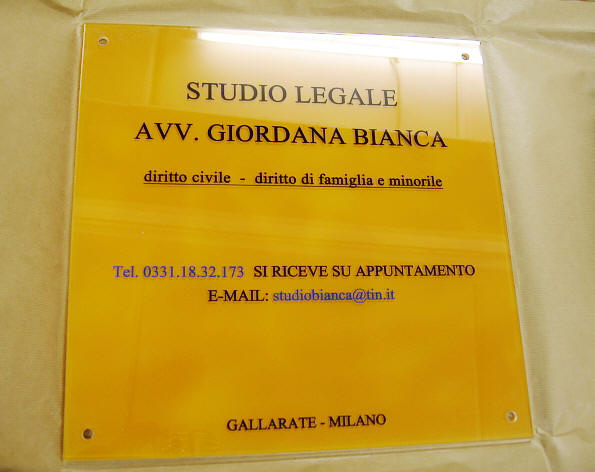 STUDIO LEGALE
AVV. GIORDANA BIANCA
diritto civile - diritto di famiglia e minorile
Tel. 0331.18.32.173 SI RICEVE SU APPUNTAMENTO
E-MAIL: studiobianca@tin.it
GALLARATE - MILANO